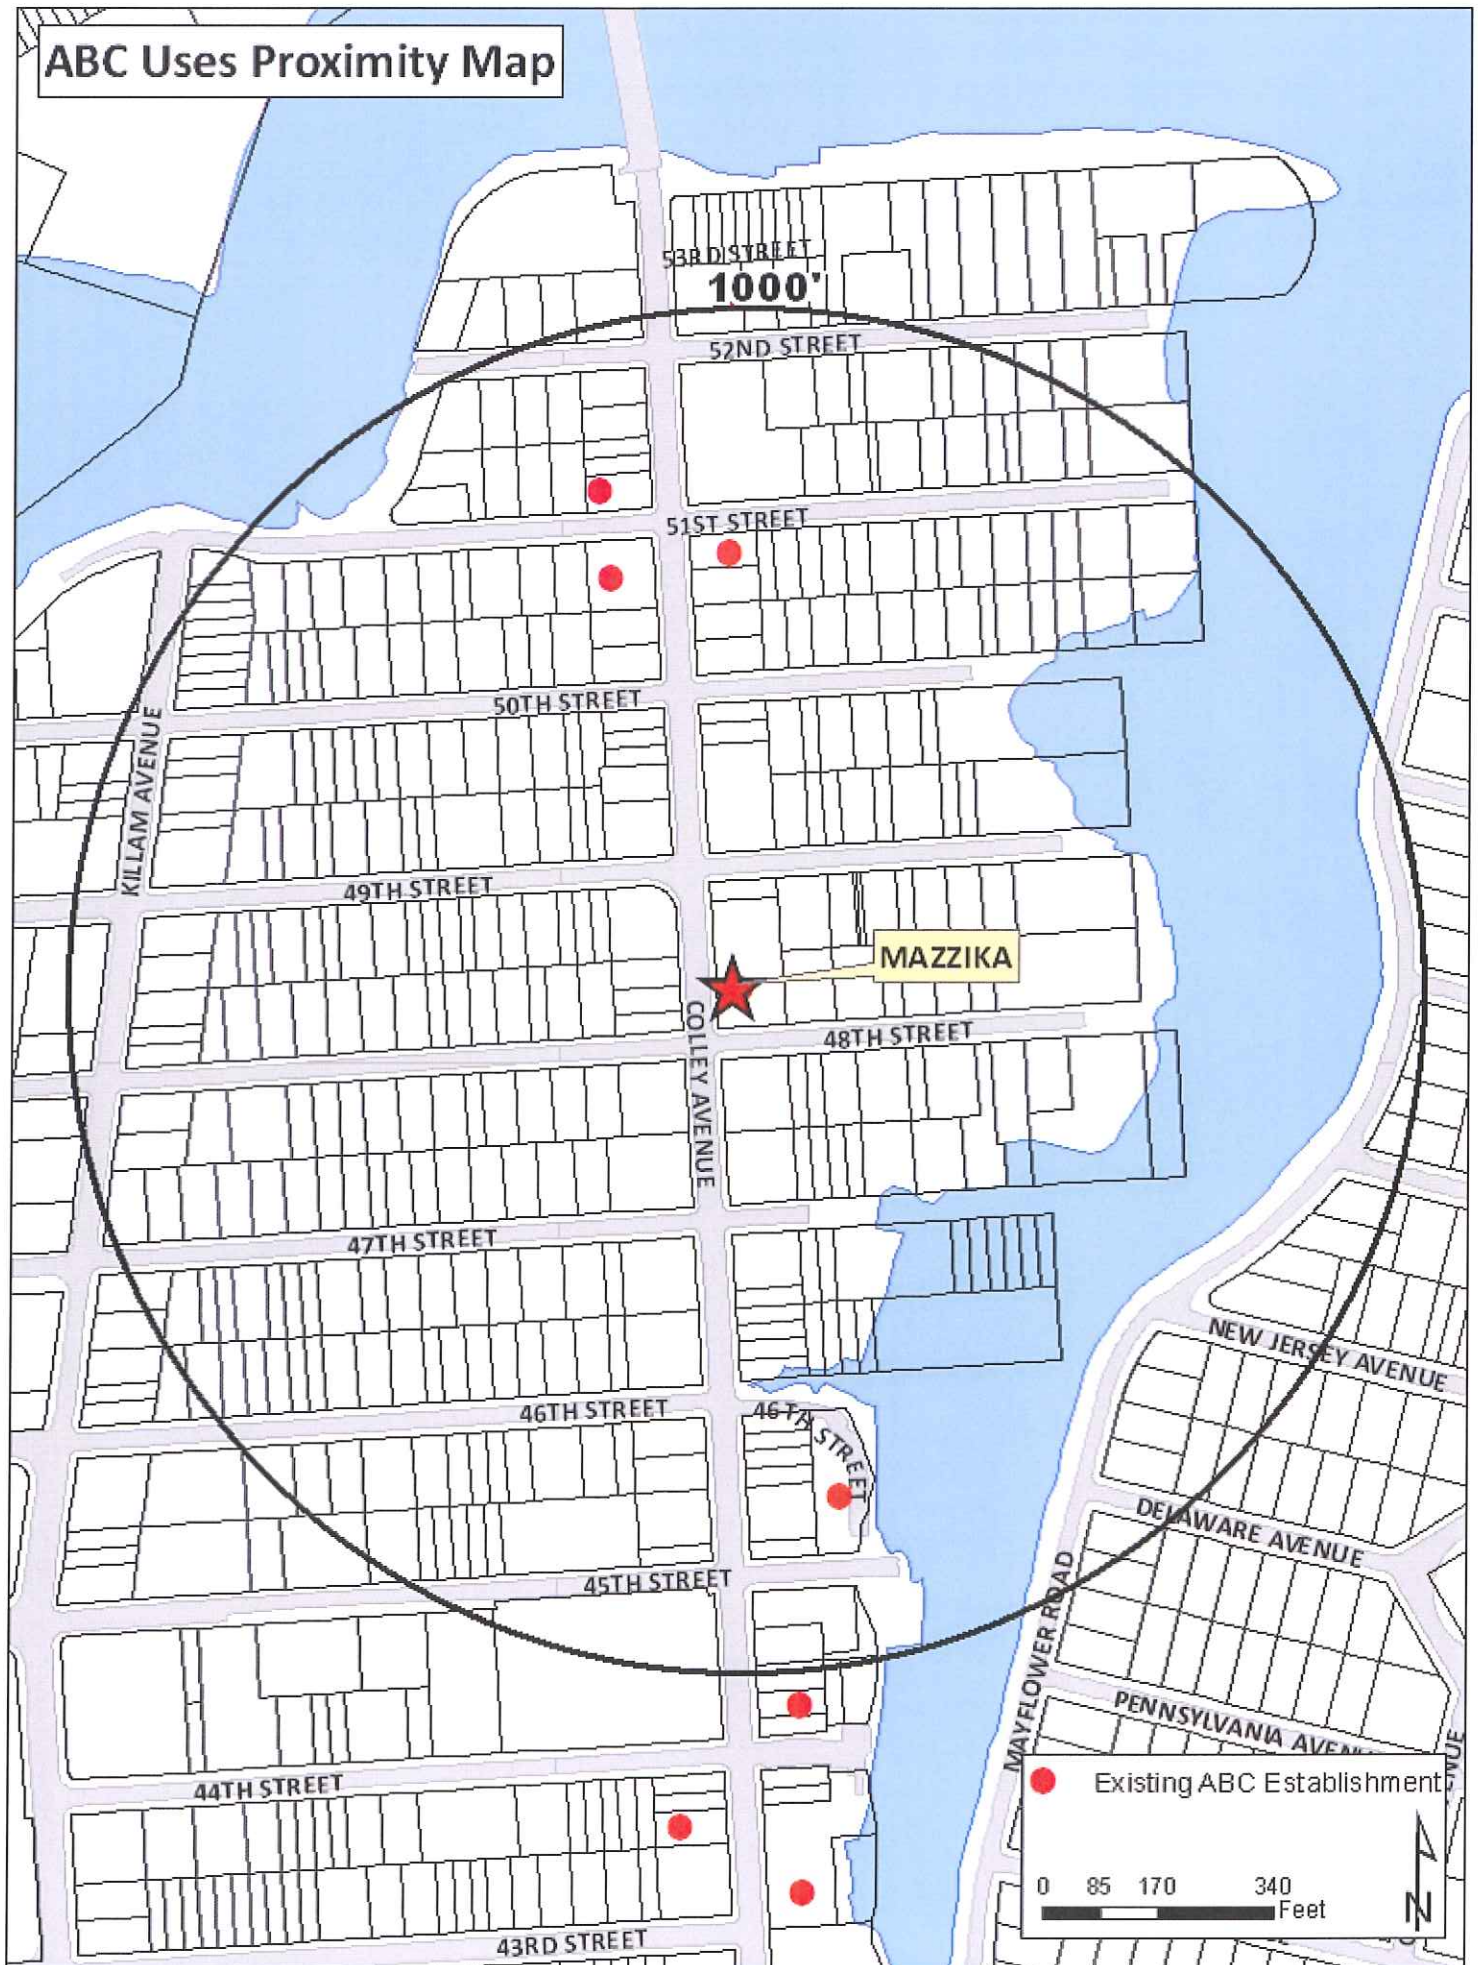 ABC Uses Proximity Map
53RD STREET
1000'
52ND STREET
51ST STREET
50TH STREET
KILLAM AVENUE
49TH STREET
MAZZIKA
COLLEY AVENUE
48TH STREET
47TH STREET
NEW JERSEY AVENUE
46TH STREET
46TH STREET
DELAWARE AVENUE
45TH STREET
MAYFLOWER ROAD
PENNSYLVANIA AVENU
ENUE
44TH STREET
Existing ABC Establishment
0 85 170 340
Feet
N
43RD STREET